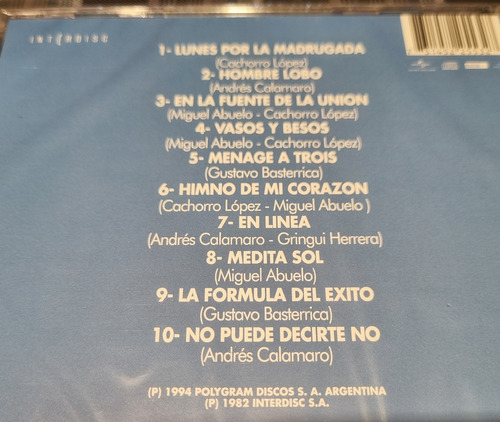 INTERDISC
1- LUNES POR LA MADRUGADA
(Cachorro López)
2- HOMBRE LOBO
(Andrés Calamaro)
3- EN LA FUENTE DE LA UNION
(Miguel Abuelo - Cachorro López)
4- VASOS Y BESOS
(Miguel Abuelo - Cachorro López)
5- MENAGE A TROIS
(Gustavo Basterrica)
6- HIMNO DE MI CORAZON
(Cachorro López - Miguel Abuelo )
7- EN LINEA
(Andrés Calamaro - Gringui Herrera)
8- MEDITA SOL
(Miguel Abuelo)
9- LA FORMULA DEL EXITO
(Gustavo Basterrica)
10- NO PUEDE DECIRTE NO
(Andrés Calamaro)
(P) 1994 POLYGRAM DISCOS S. A. ARGENTINA
(P) 1982 INTERDISC S.A.